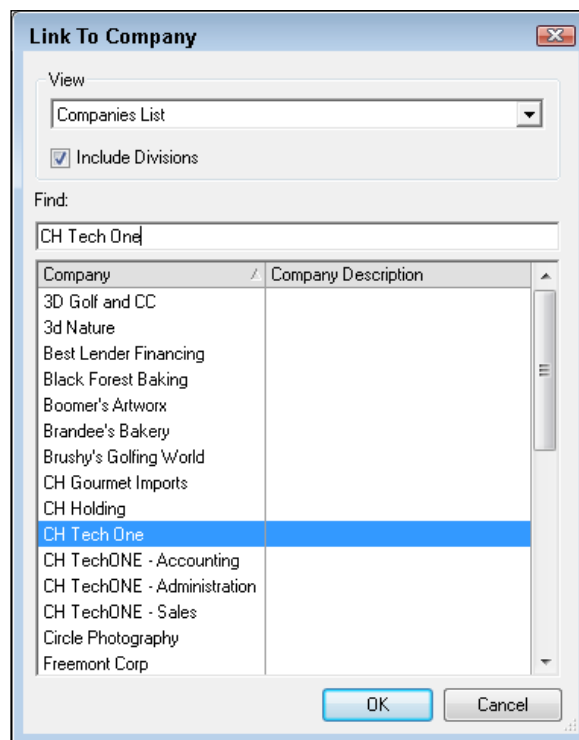 Link To Company
View
Companies List
Include Divisions
Find:
CH Tech One
Company Company Description
3D Golf and CC
3d Nature
Best Lender Financing
Black Forest Baking
Boomer's Artworx
Brandee's Bakery
Brushy's Golfing World
CH Gourmet Imports
CH Holding
CH Tech One
CH TechONE - Accounting
CH TechONE - Administration
CH TechONE - Sales
Circle Photography
Freemont Corp
OK Cancel